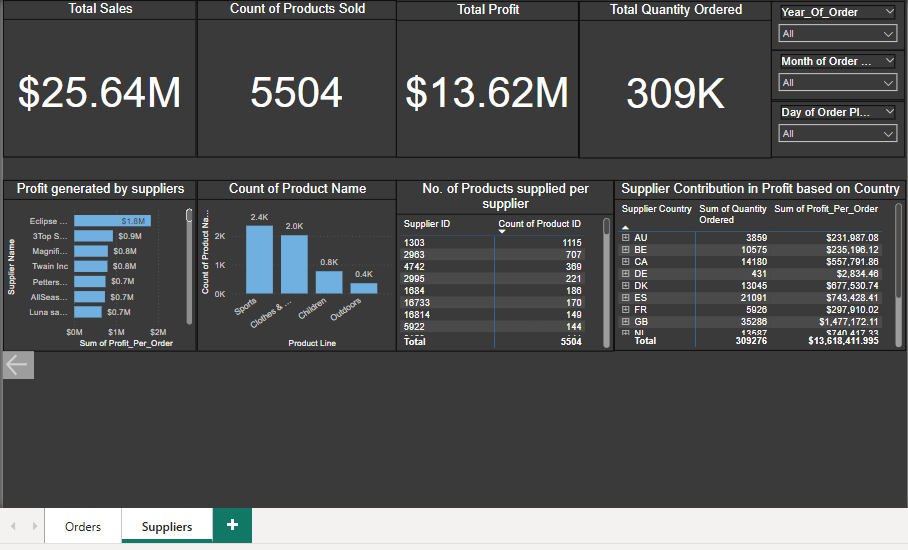 Total Sales
$25.64M
Count of Products Sold
5504
Total Profit
$13.62M
Total Quantity Ordered
309K
Year_Of_Order
All
Month of Order ...
All
Day of Order Pl...
All
Profit generated by suppliers
Supplier Name
Eclipse ... $1.8M
3Top S... $0.9M
Magnifi... $0.8M
Twain Inc $0.8M
Petters... $0.7M
AllSeas... $0.7M
Luna sa... $0.7M
$0M $1M $2M
Sum of Profit_Per_Order
Count of Product Name
Count of Product Na...
2K
1K
0K
2.4K
2.0K
0.8K
0.4K
Sports
Clothes & ...
Children
Outdoors
Product Line
No. of Products supplied per
supplier
Supplier ID Count of Product ID
1303 1115
2963 707
4742 369
2995 221
1684 186
16733 170
16814 149
5922 144
Total 5504
Supplier Contribution in Profit based on Country
Supplier Country Sum of Quantity Sum of Profit_Per_Order
Ordered
AU 3859 $231,987.08
BE 10575 $235,196.12
CA 14180 $557,791.86
DE 431 $2,834.46
DK 13045 $677,530.74
ES 21091 $743,428.41
FR 5926 $297,910.02
GB 35286 $1,477,172.11
NL 13587 $740,417.33
Total 309276 $13,618,411.995
Orders
Suppliers
+